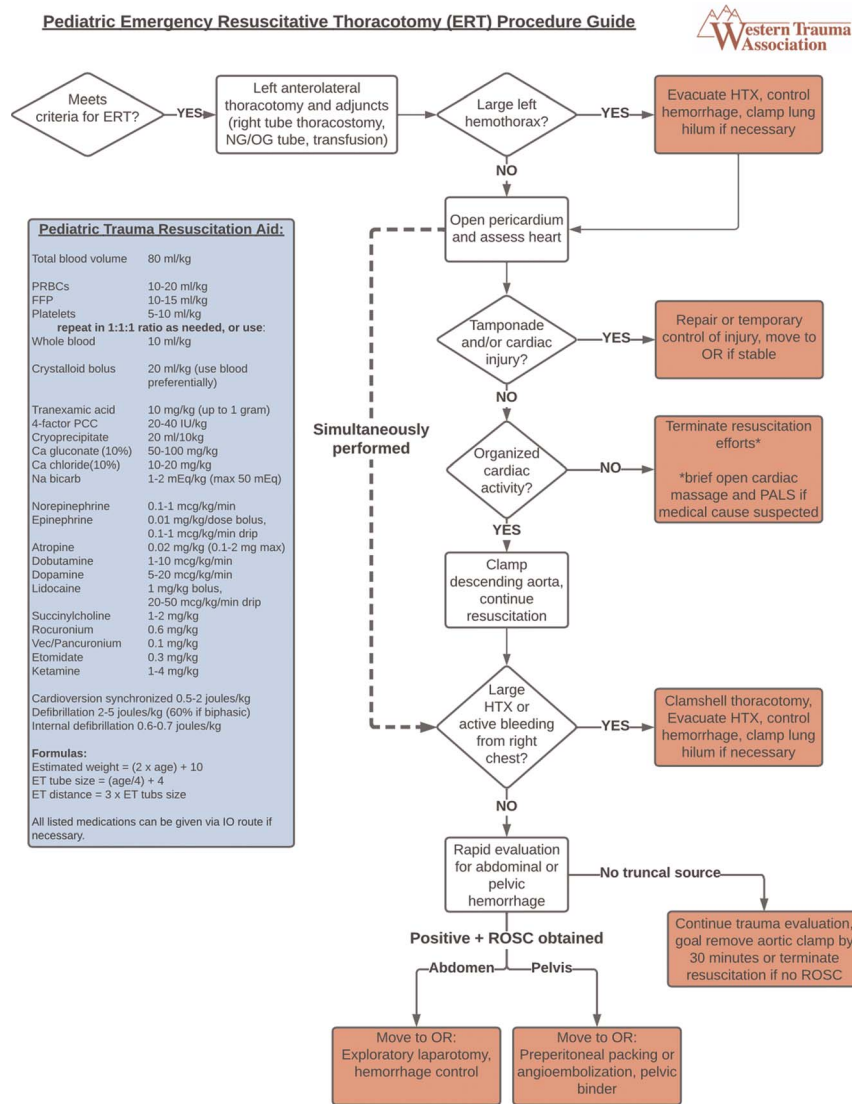 Pediatric Emergency Resuscitative Thoracotomy (ERT) Procedure Guide
Western Trauma
Association
Meets
criteria for ERT?
YES
Left anterolateral
thoracotomy and adjuncts
(right tube thoracostomy,
NG/OG tube, transfusion)
Large left
hemothorax?
YES
Evacuate HTX, control
hemorrhage, clamp lung
hilum if necessary
NO
Open pericardium
and assess heart
Tamponade
and/or cardiac
injury?
YES
Repair or temporary
control of injury, move to
OR if stable
NO
Simultaneously
performed
Organized
cardiac
activity?
NO
Terminate resuscitation
efforts*
*brief open cardiac
massage and PALS if
medical cause suspected
YES
Clamp
descending aorta,
continue
resuscitation
Large
HTX or
active bleeding
from right
chest?
YES
Clamshell thoracotomy,
Evacuate HTX, control
hemorrhage, clamp lung
hilum if necessary
NO
Rapid evaluation
for abdominal or
pelvic
hemorrhage
No truncal source
Continue trauma evaluation,
goal remove aortic clamp by
30 minutes or terminate
resuscitation if no ROSC
Positive + ROSC obtained
Abdomen
Pelvis
Move to OR:
Exploratory laparotomy,
hemorrhage control
Move to OR:
Preperitoneal packing or
angioembolization, pelvic
binder
Pediatric Trauma Resuscitation Aid:
Total blood volume 80 ml/kg
PRBCs 10-20 ml/kg
FFP 10-15 ml/kg
Platelets 5-10 ml/kg
repeat in 1:1:1 ratio as needed, or use:
Whole blood 10 ml/kg
Crystalloid bolus 20 ml/kg (use blood
preferentially)
Tranexamic acid 10 mg/kg (up to 1 gram)
4-factor PCC 20-40 IU/kg
Cryoprecipitate 20 ml/10kg
Ca gluconate (10%) 50-100 mg/kg
Ca chloride(10%) 10-20 mg/kg
Na bicarb 1-2 mEq/kg (max 50 mEq)
Norepinephrine 0.1-1 mcg/kg/min
Epinephrine 0.01 mg/kg/dose bolus,
0.1-1 mcg/kg/min drip
Atropine 0.02 mg/kg (0.1-2 mg max)
Dobutamine 1-10 mcg/kg/min
Dopamine 5-20 mcg/kg/min
Lidocaine 1 mg/kg bolus,
20-50 mcg/kg/min drip
Succinylcholine 1-2 mg/kg
Rocuronium 0.6 mg/kg
Vec/Pancuronium 0.1 mg/kg
Etomidate 0.3 mg/kg
Ketamine 1-4 mg/kg
Cardioversion synchronized 0.5-2 joules/kg
Defibrillation 2-5 joules/kg (60% if biphasic)
Internal defibrillation 0.6-0.7 joules/kg
Formulas:
Estimated weight = (2 x age) + 10
ET tube size = (age/4) + 4
ET distance = 3 x ET tubs size
All listed medications can be given via IO route if
necessary.